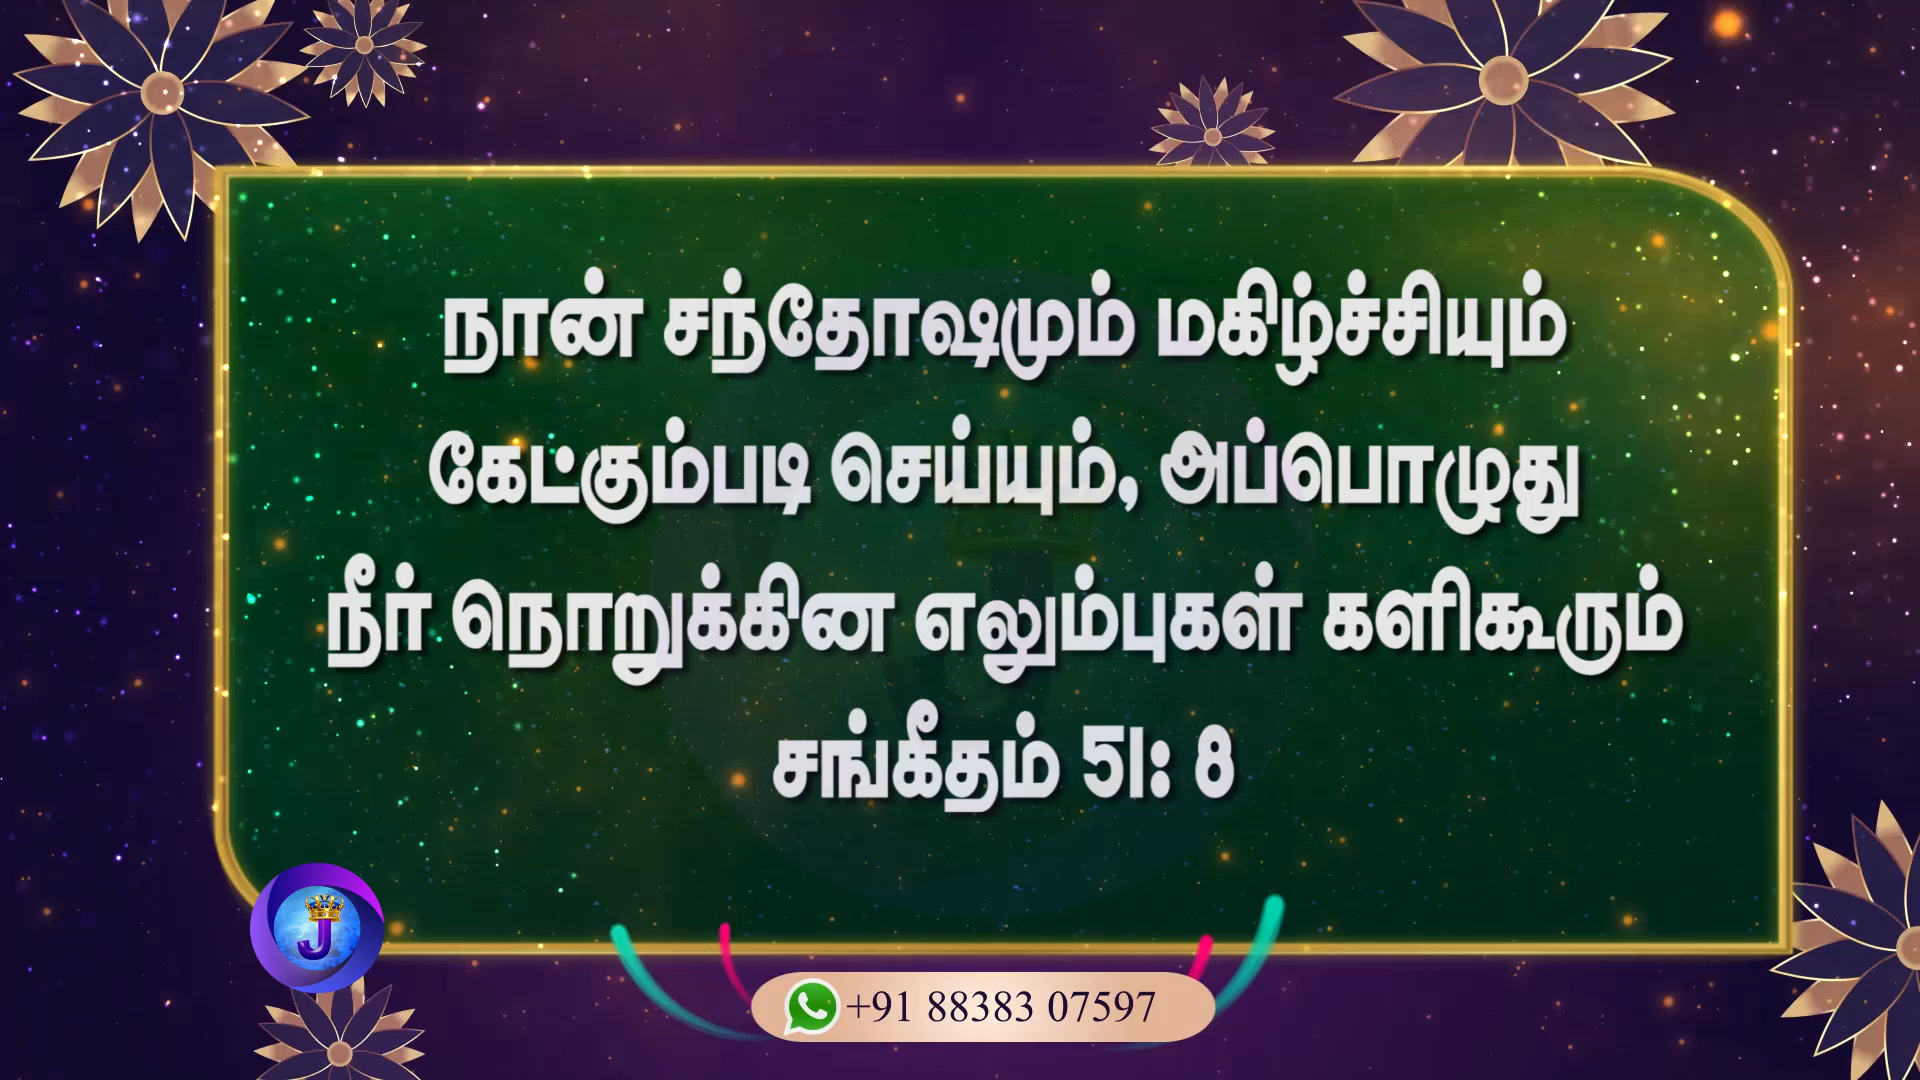 நான் சந்தோஷமும் மகிழ்ச்சியும்
கேட்கும்படி செய்யும், அப்பொழுது
நீர் நொறுக்கின எலும்புகள் களிகூரும்
சங்கீதம் 51: 8
J
+91 88383 07597